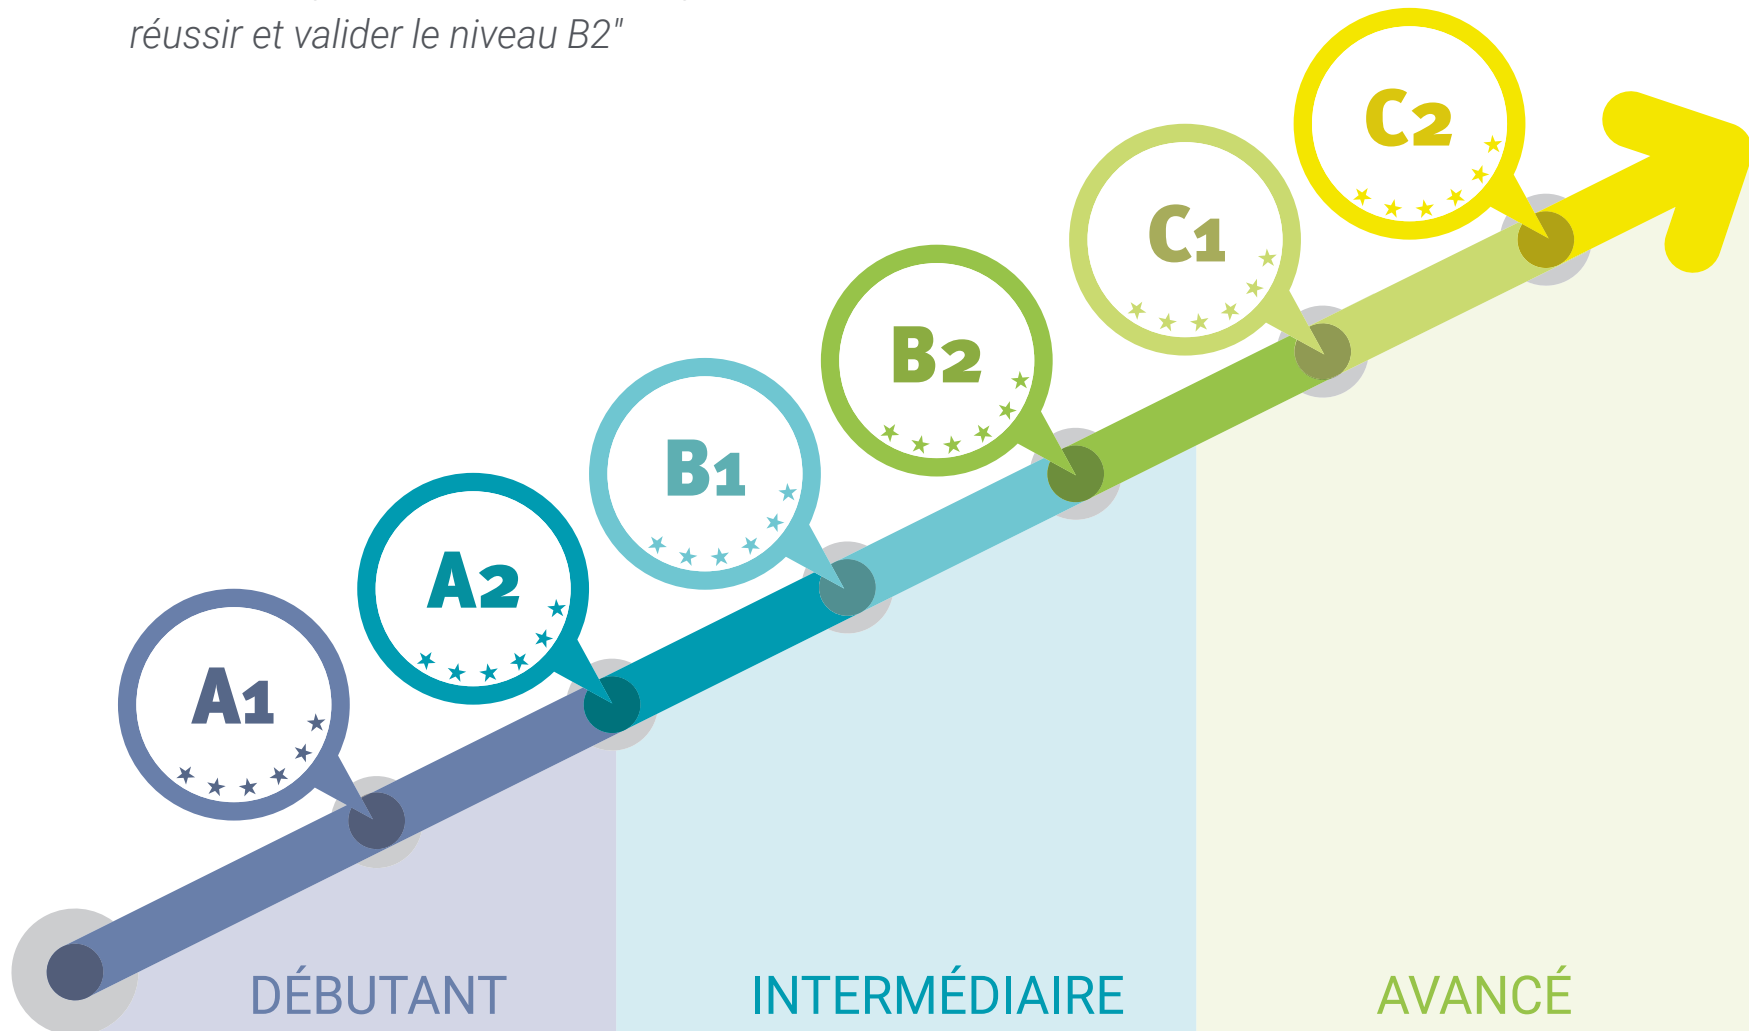 réussir et valider le niveau B2"
C2
C1
B2
B1
A2
A1
DÉBUTANT
INTERMÉDIAIRE
AVANCÉ